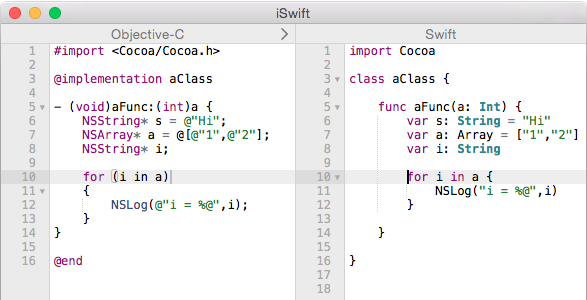 iSwift
Objective-C >
1 #import <Cocoa/Cocoa.h>
2
3 @implementation aClass
4
5 - (void)aFunc:(int)a {
6 NSString* s = @"Hi";
7 NSArray* a = @[@"1",@"2"];
8 NSString* i;
9
10 for (i in a)
11 {
12 NSLog(@"i = %@",i);
13 }
14 }
15
16 @end
Swift
1 import Cocoa
2
3 class aClass {
4
5 func aFunc(a: Int) {
6 var s: String = "Hi"
7 var a: Array = ["1","2"]
8 var i: String
9
10 for i in a {
11 NSLog("i = %@",i)
12 }
13
14 }
15
16 }
17
18